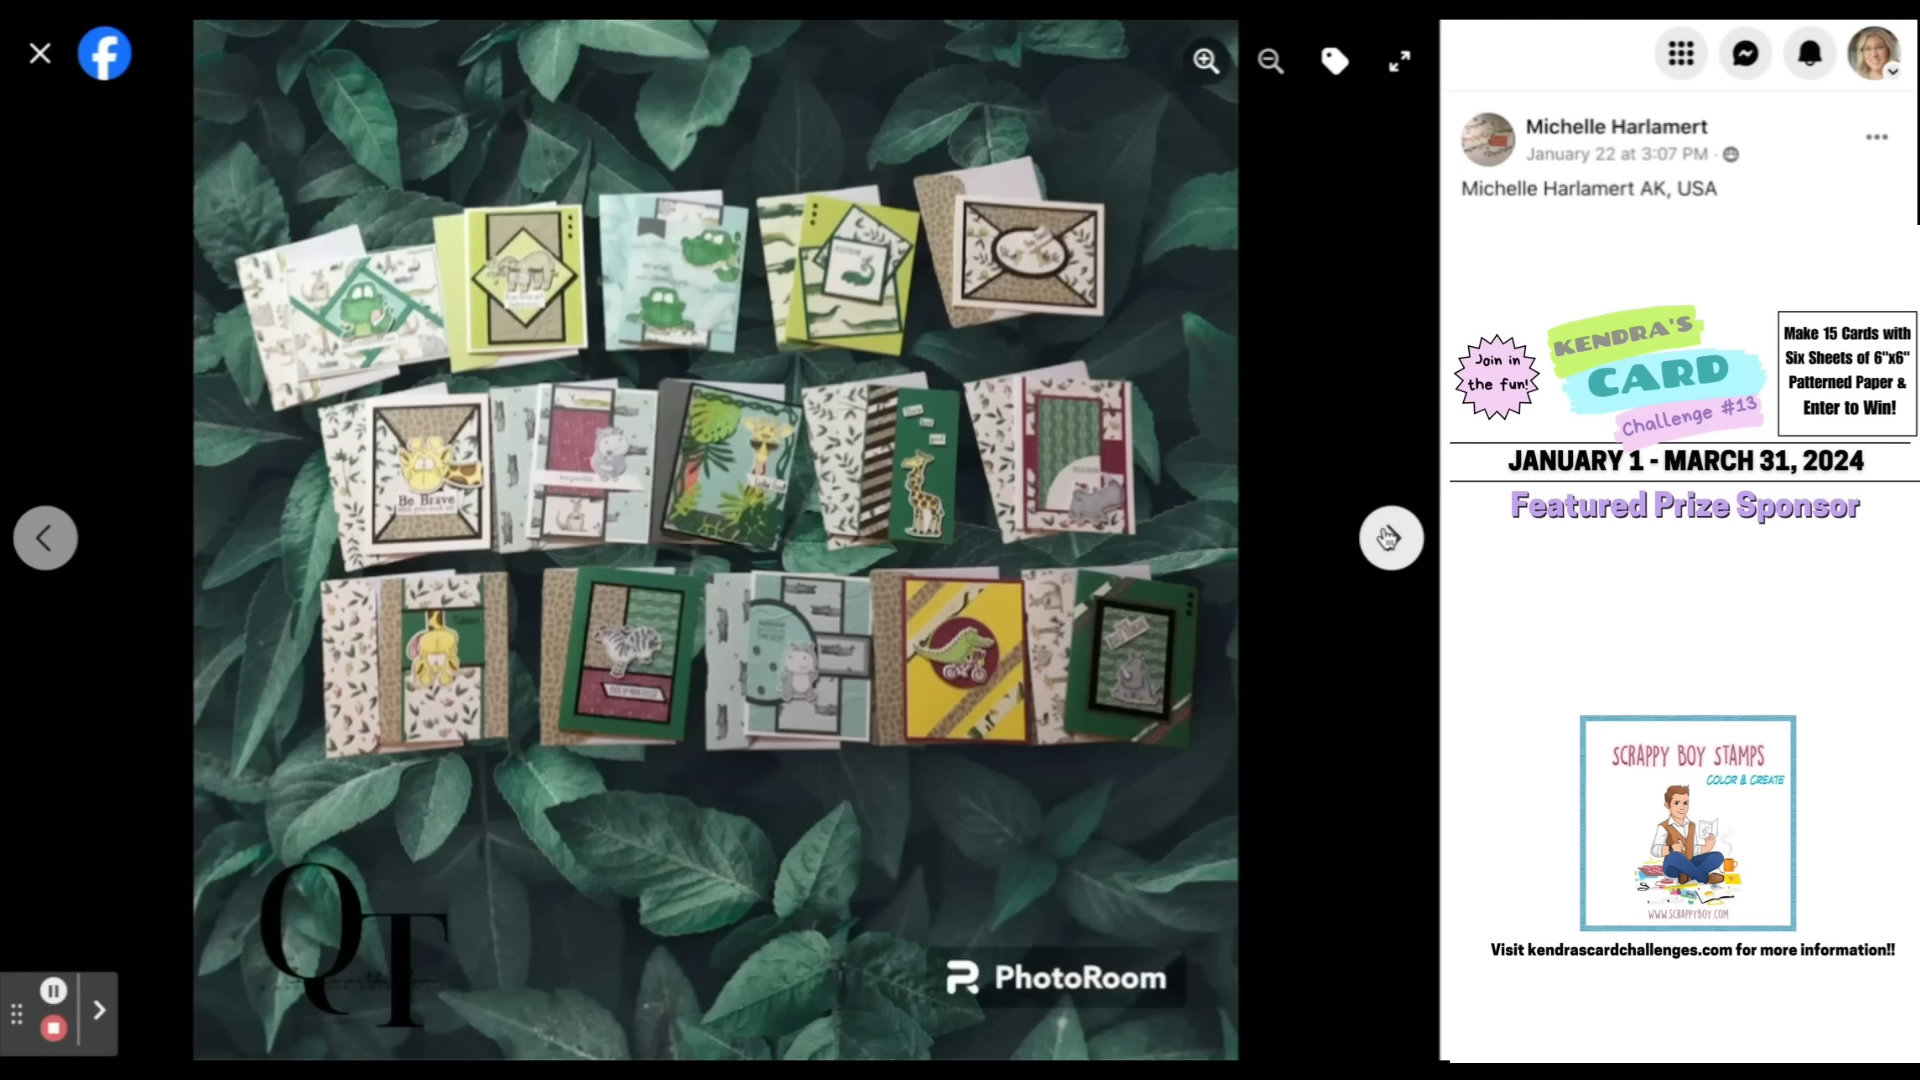 Michelle Harlamert
January 22 at 3:07 PM ·
Michelle Harlamert AK, USA
Join in
the fun!
KENDRA'S
CARD
Challenge #13
Make 15 Cards with
Six Sheets of 6"x6"
Patterned Paper &
Enter to Win!
JANUARY 1 - MARCH 31, 2024
Featured Prize Sponsor
SCRAPPY BOY STAMPS
COLOR & CREATE
WWW.SCRAPPYBOY.COM
Visit kendrascardchallenges.com for more information!!
Be Brave
QT
PhotoRoom